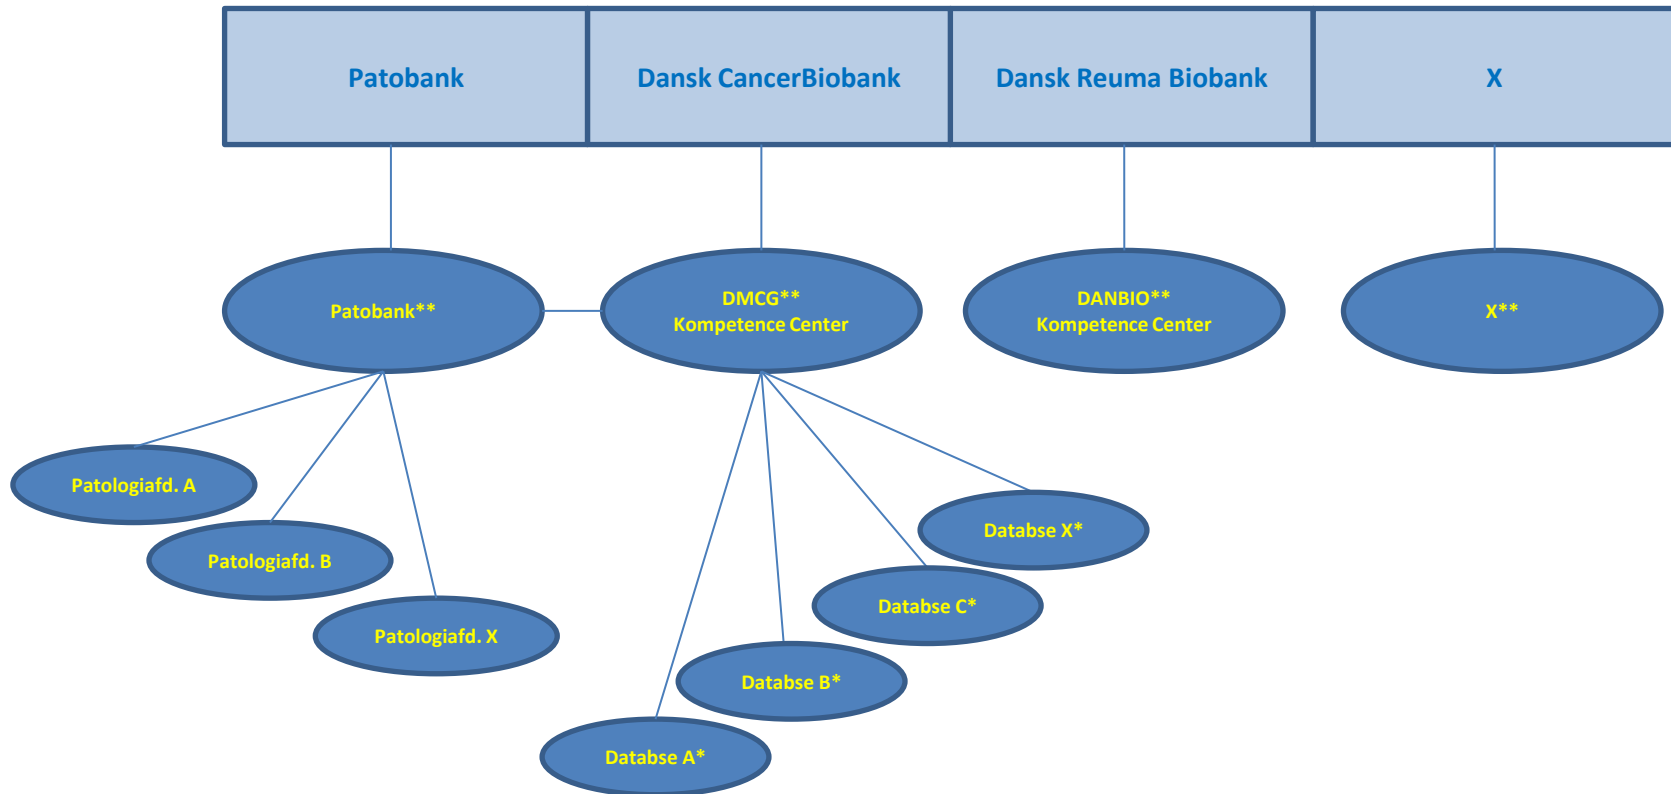 Patobank
Dansk CancerBiobank
Dansk Reuma Biobank
X
Patobank**
DMCG**
Kompetence Center
DANBIO**
Kompetence Center
X**
Patologiafd. A
Patologiafd. B
Patologiafd. X
Databse X*
Databse C*
Databse B*
Databse A*